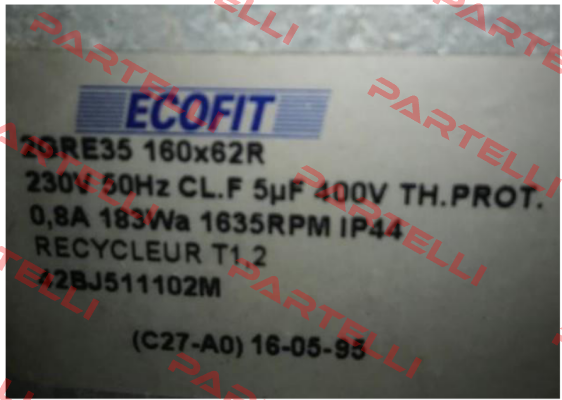 ECOFIT
2GRE35 160x62R
230V 50Hz CL.F 5µF 400V TH.PROT.
0,8A 183Wa 1635RPM IP44
RECYCLEUR T1,2
42BJ511102M
(C27-A0) 16-05-95
PARTELLI
PARTELLI
PARTELLI
PARTELLI
PARTELLI
PARTELLI